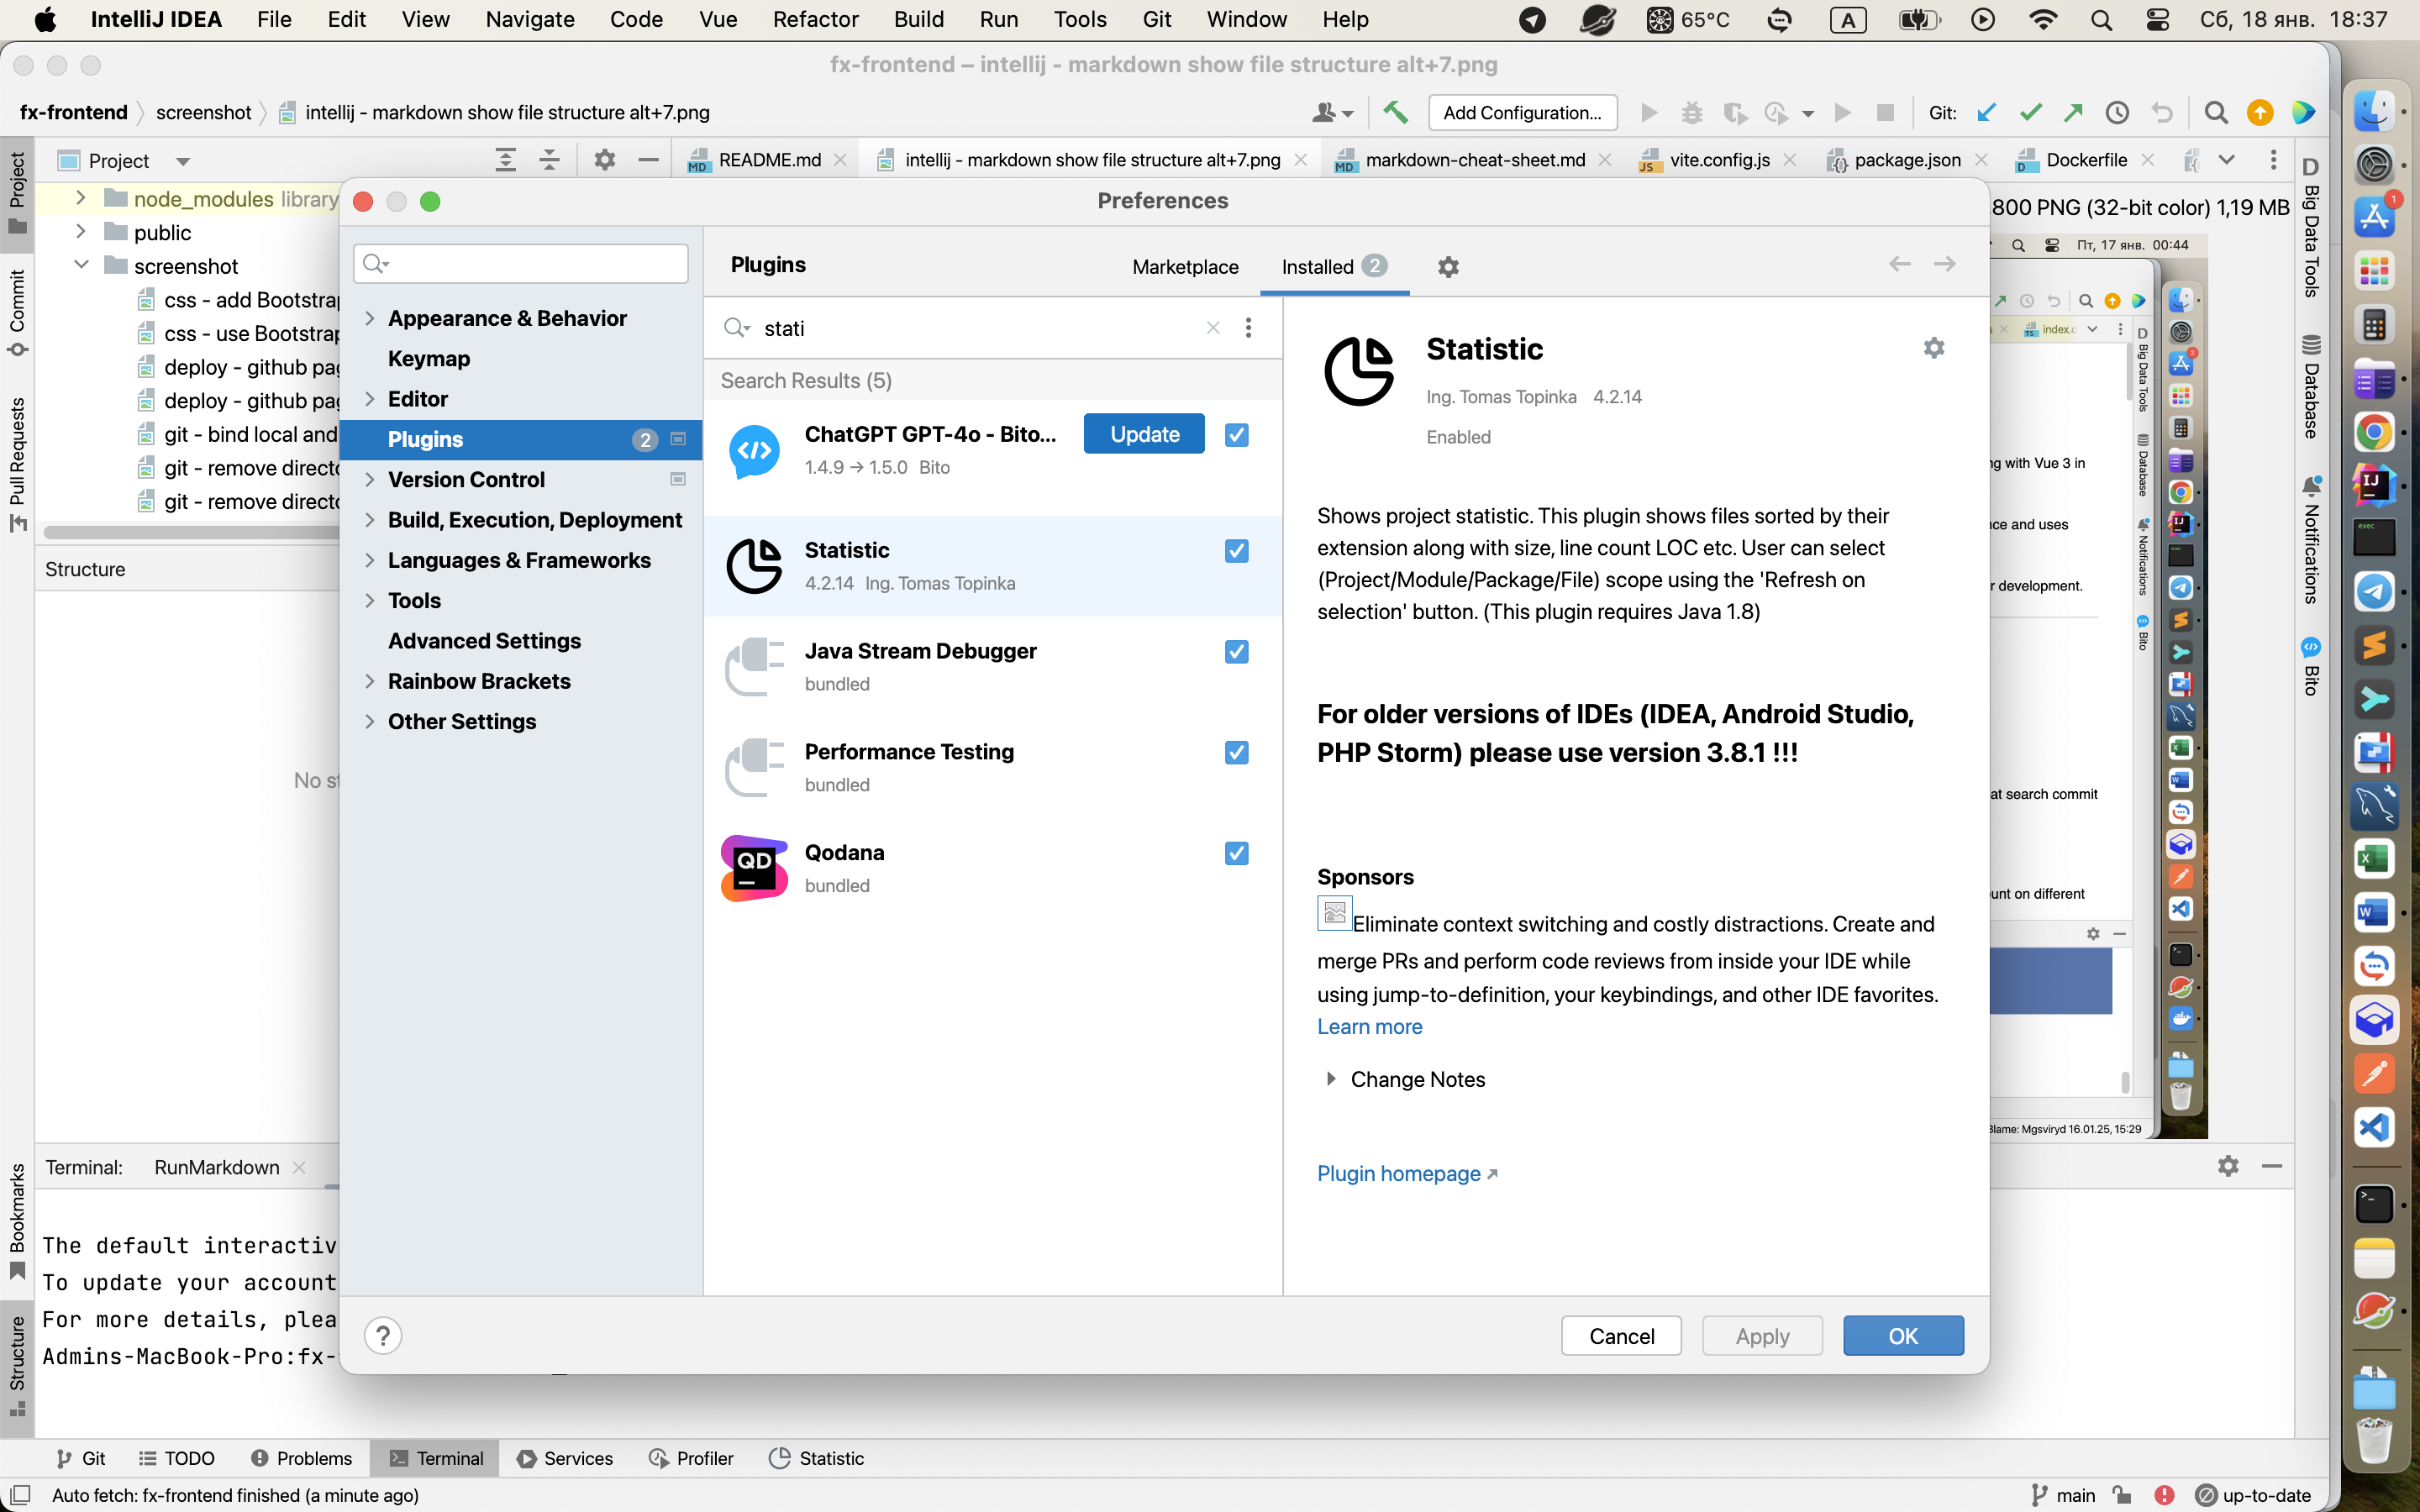 IntelliJ IDEA File Edit View Navigate Code Vue Refactor Build Run Tools Git Window Help 65°C A Сб, 18 янв. 18:37
fx-frontend – intellij - markdown show file structure alt+7.png
fx-frontend screenshot intellij - markdown show file structure alt+7.png Add Configuration... Git:
Project
Project
README.md intellij - markdown show file structure alt+7.png markdown-cheat-sheet.md vite.config.js package.json Dockerfile
node_modules library
public
screenshot
css - add Bootstra
css - use Bootstra
deploy - github pa
deploy - github pa
git - bind local and
git - remove direct
git - remove direct
Commit
Pull Requests
Structure
No s
Bookmarks
Structure
Preferences
Appearance & Behavior
Keymap
Editor
Plugins 2
Version Control
Build, Execution, Deployment
Languages & Frameworks
Tools
Advanced Settings
Rainbow Brackets
Other Settings
Plugins Marketplace Installed 2
stati
Search Results (5)
ChatGPT GPT-4o - Bito... Update
1.4.9 → 1.5.0 Bito
Statistic
4.2.14 Ing. Tomas Topinka
Java Stream Debugger
bundled
Performance Testing
bundled
QD
Qodana
bundled
Statistic
Ing. Tomas Topinka 4.2.14
Enabled
Shows project statistic. This plugin shows files sorted by their
extension along with size, line count LOC etc. User can select
(Project/Module/Package/File) scope using the 'Refresh on
selection' button. (This plugin requires Java 1.8)
For older versions of IDEs (IDEA, Android Studio,
PHP Storm) please use version 3.8.1 !!!
Sponsors
Eliminate context switching and costly distractions. Create and
merge PRs and perform code reviews from inside your IDE while
using jump-to-definition, your keybindings, and other IDE favorites.
Learn more
Change Notes
Plugin homepage
? Cancel Apply OK
800 PNG (32-bit color) 1,19 MB
Пт, 17 янв. 00:44
index.c
ng with Vue 3 in
nce and uses
r development.
at search commit
unt on different
Blame: Mgsviryd 16.01.25, 15:29
Big Data Tools
Database
Notifications
Bito
Big Data Tools
Database
Notifications
Bito
Terminal: RunMarkdown
The default interactiv
To update your account
For more details, plea
Admins-MacBook-Pro:fx-
Git TODO Problems Terminal Services Profiler Statistic
Auto fetch: fx-frontend finished (a minute ago) main up-to-date